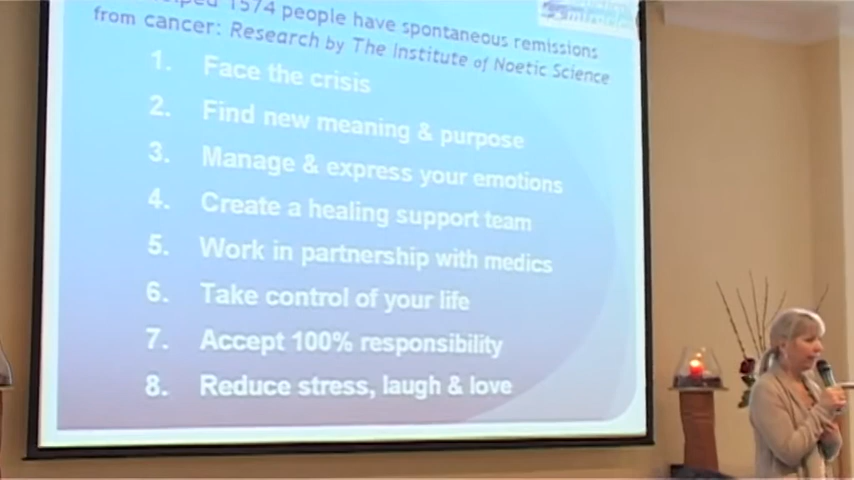 1574 people have spontaneous remissions
from cancer: Research by The Institute of Noetic Science
1. Face the crisis
2. Find new meaning & purpose
3. Manage & express your emotions
4. Create a healing support team
5. Work in partnership with medics
6. Take control of your life
7. Accept 100% responsibility
8. Reduce stress, laugh & love